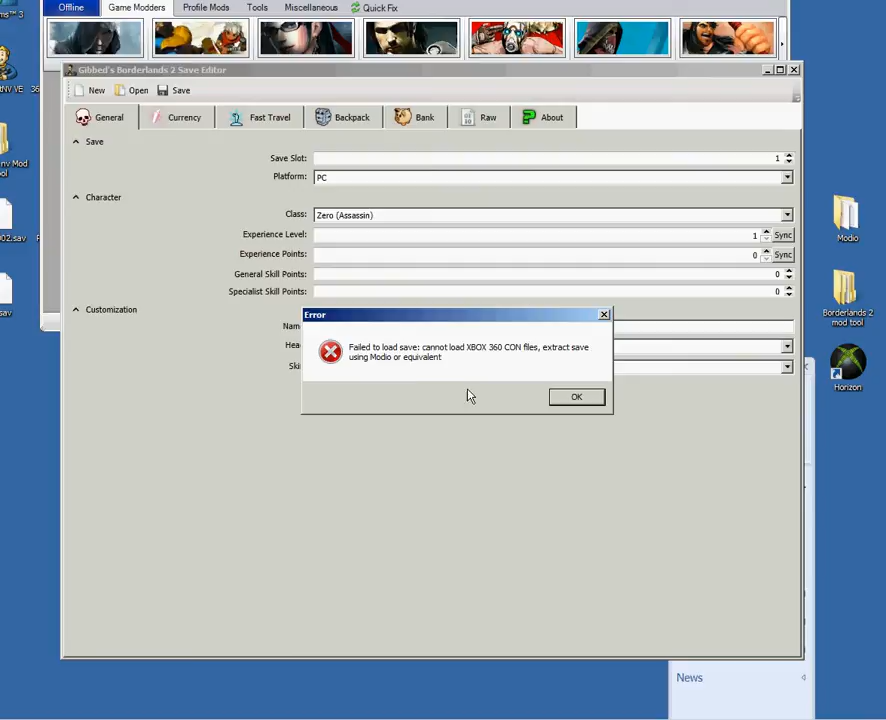 Offline
Game Modders
Profile Mods
Tools
Miscellaneous
Quick Fix
Gibbed's Borderlands 2 Save Editor
New
Open
Save
General
Currency
Fast Travel
Backpack
Bank
Raw
About
Save
Save Slot: 1
Platform: PC
Character
Class: Zero (Assassin)
Experience Level: 1 Sync
Experience Points: 0 Sync
General Skill Points: 0
Specialist Skill Points: 0
Customization
Error
Failed to load save: cannot load XBOX 360 CON files, extract save
using Modio or equivalent
OK
Modio
Borderlands 2
mod tool
Horizon
News